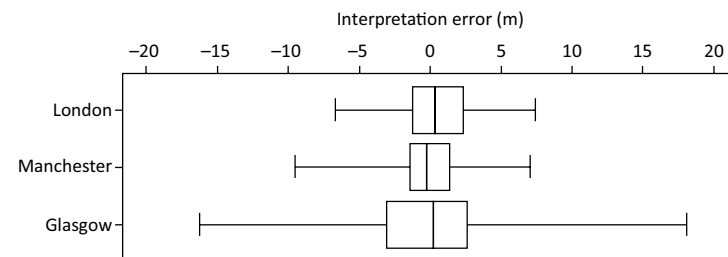 Interpretation error (m)
–20 –15 –10 –5 0 5 10 15 20
London
Manchester
Glasgow